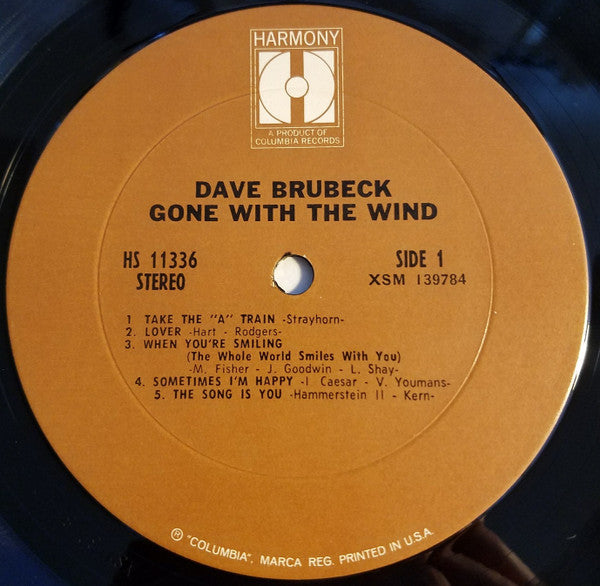 HARMONY
H
A PRODUCT OF
COLUMBIA RECORDS
DAVE BRUBECK
GONE WITH THE WIND
HS 11336
STEREO
SIDE 1
XSM 139784
1 TAKE THE "A" TRAIN -Strayhorn-
2. LOVER -Hart - Rodgers-
3. WHEN YOU'RE SMILING
(The Whole World Smiles With You)
-M. Fisher - J. Goodwin - L. Shay-
4. SOMETIMES I'M HAPPY -I Caesar - V. Youmans-
5. THE SONG IS YOU -Hammerstein II - Kern-
℗ "COLUMBIA", MARCA REG. PRINTED IN U.S.A.